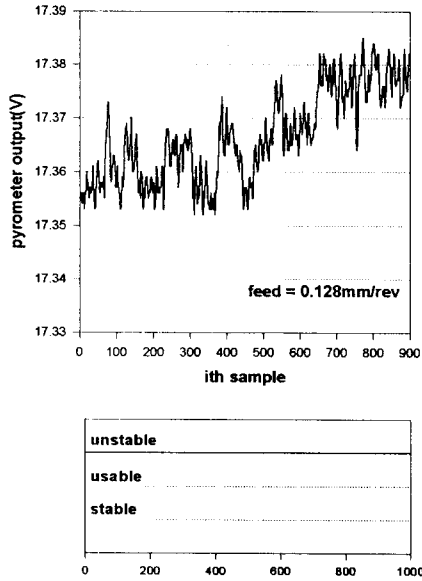 17.39
17.38
17.37
17.36
17.35
17.34
17.33
pyrometer output(V)
feed = 0.128mm/rev
0 100 200 300 400 500 600 700 800 900
ith sample
unstable
usable
stable
0 200 400 600 800 1000